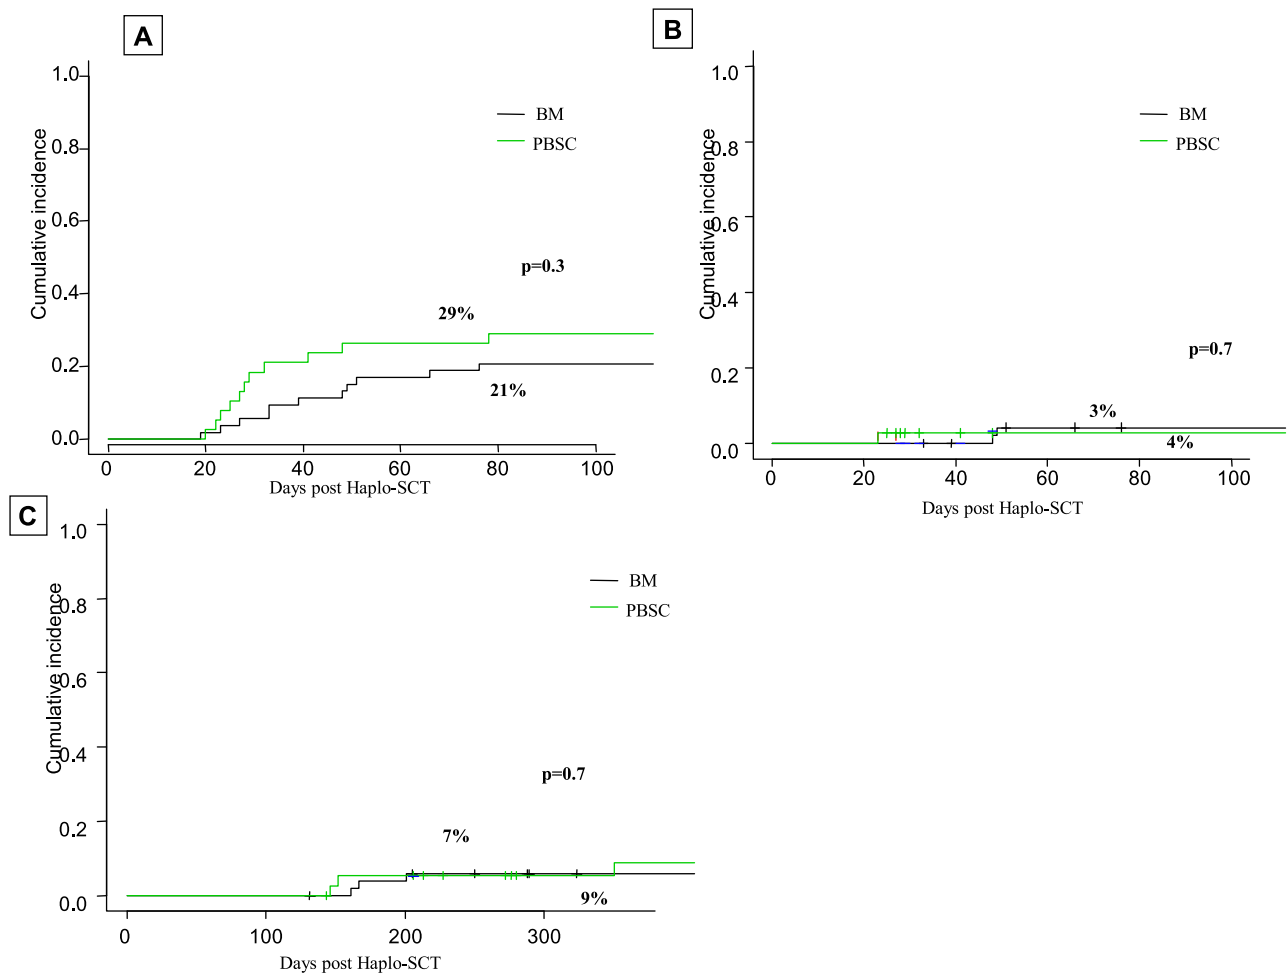 A
1.0
0.8
0.6
0.4
0.2
0.0
Cumulative incidence
BM
PBSC
p=0.3
29%
21%
0 20 40 60 80 100
Days post Haplo-SCT
B
1.0
0.8
0.6
0.4
0.2
0.0
Cumulative incidence
BM
PBSC
p=0.7
3%
4%
0 20 40 60 80 100
Days post Haplo-SCT
C
1.0
0.8
0.6
0.4
0.2
0.0
Cumulative incidence
BM
PBSC
p=0.7
7%
9%
0 100 200 300
Days post Haplo-SCT